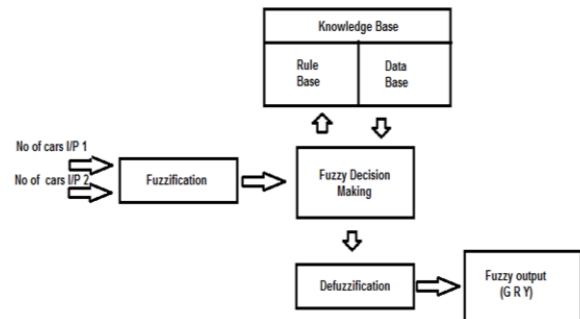 Knowledge Base
Rule
Base
Data
Base
No of cars I/P 1
No of cars I/P 2
Fuzzification
Fuzzy Decision
Making
Defuzzification
Fuzzy output
(G R Y)